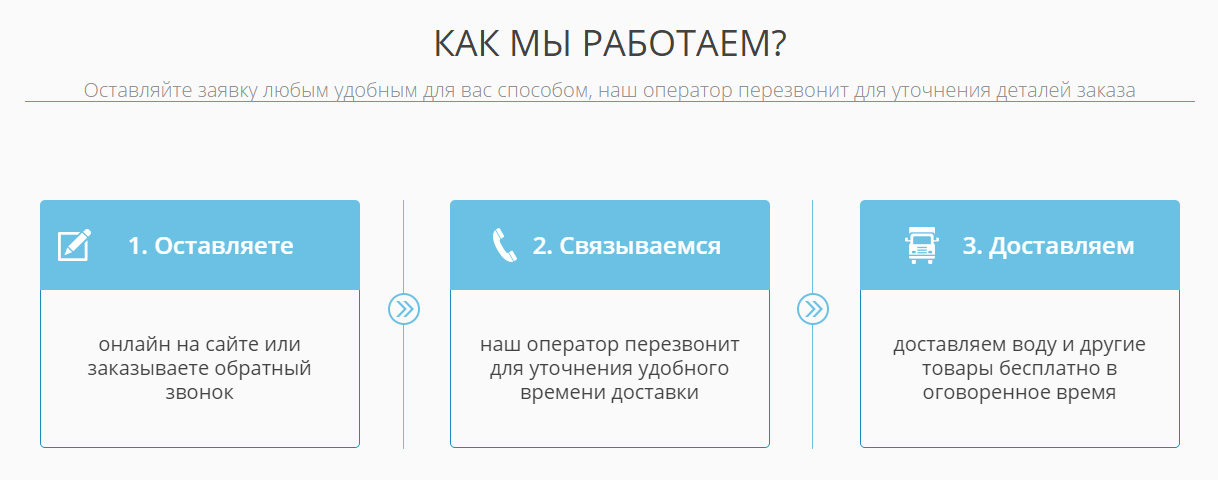 КАК МЫ РАБОТАЕМ?
Оставляйте заявку любым удобным для вас способом, наш оператор перезвонит для уточнения деталей заказа
1. Оставляете
онлайн на сайте или
заказываете обратный
звонок
2. Связываемся
наш оператор перезвонит
для уточнения удобного
времени доставки
3. Доставляем
доставляем воду и другие
товары бесплатно в
оговоренное время